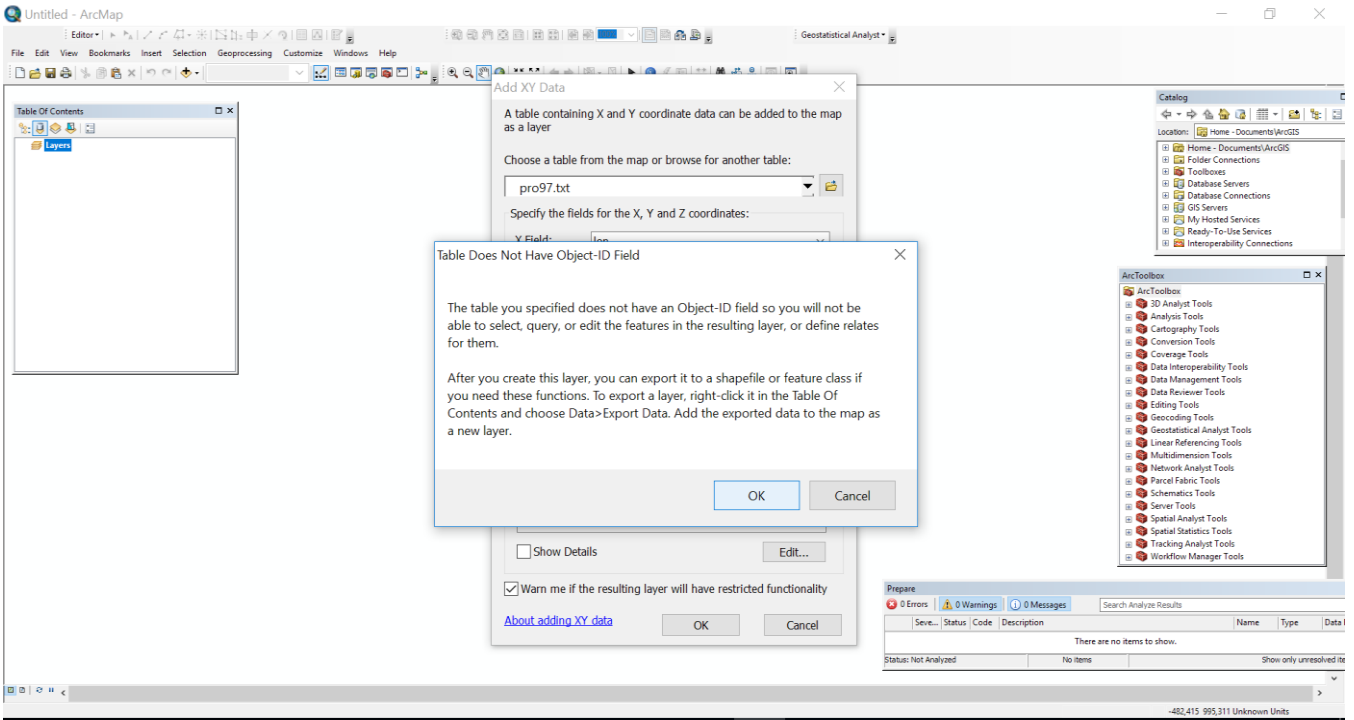 Untitled - ArcMap
Editor
Geostatistical Analyst
File Edit View Bookmarks Insert Selection Geoprocessing Customize Windows Help
Add XY Data
A table containing X and Y coordinate data can be added to the map
as a layer
Choose a table from the map or browse for another table:
pro97.txt
Specify the fields for the X, Y and Z coordinates:
X Field:
Table Of Contents
Layers
Table Does Not Have Object-ID Field
The table you specified does not have an Object-ID field so you will not be
able to select, query, or edit the features in the resulting layer, or define relates
for them.
After you create this layer, you can export it to a shapefile or feature class if
you need these functions. To export a layer, right-click it in the Table Of
Contents and choose Data>Export Data. Add the exported data to the map as
a new layer.
OK Cancel
Show Details Edit...
Warn me if the resulting layer will have restricted functionality
About adding XY data OK Cancel
Catalog
Location: Home - Documents\ArcGIS
Home - Documents\ArcGIS
Folder Connections
Toolboxes
Database Servers
Database Connections
GIS Servers
My Hosted Services
Ready-To-Use Services
Interoperability Connections
ArcToolbox
ArcToolbox
3D Analyst Tools
Analysis Tools
Cartography Tools
Conversion Tools
Coverage Tools
Data Interoperability Tools
Data Management Tools
Data Reviewer Tools
Editing Tools
Geocoding Tools
Geostatistical Analyst Tools
Linear Referencing Tools
Multidimension Tools
Network Analyst Tools
Parcel Fabric Tools
Schematics Tools
Server Tools
Spatial Analyst Tools
Spatial Statistics Tools
Tracking Analyst Tools
Workflow Manager Tools
Prepare
0 Errors 0 Warnings 0 Messages Search Analyze Results
Seve... Status Code Description Name Type Data
There are no items to show.
Status: Not Analyzed No items Show only unresolved
-482,415 995,311 Unknown Units